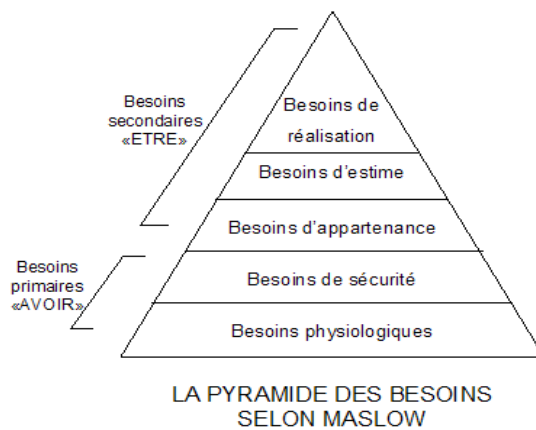 Besoins de
réalisation
Besoins d'estime
Besoins d'appartenance
Besoins de sécurité
Besoins physiologiques
Besoins
secondaires
«ETRE»
Besoins
primaires
«AVOIR»
LA PYRAMIDE DES BESOINS
SELON MASLOW